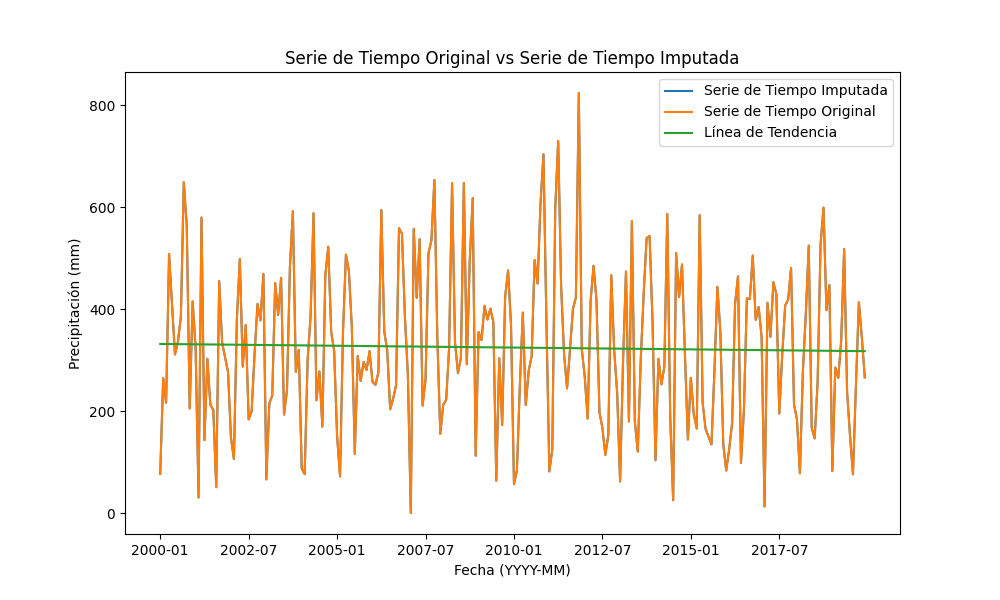 Serie de Tiempo Original vs Serie de Tiempo Imputada
Serie de Tiempo Imputada
Serie de Tiempo Original
Línea de Tendencia
Precipitación (mm)
800
600
400
200
0
2000-01 2002-07 2005-01 2007-07 2010-01 2012-07 2015-01 2017-07
Fecha (YYYY-MM)